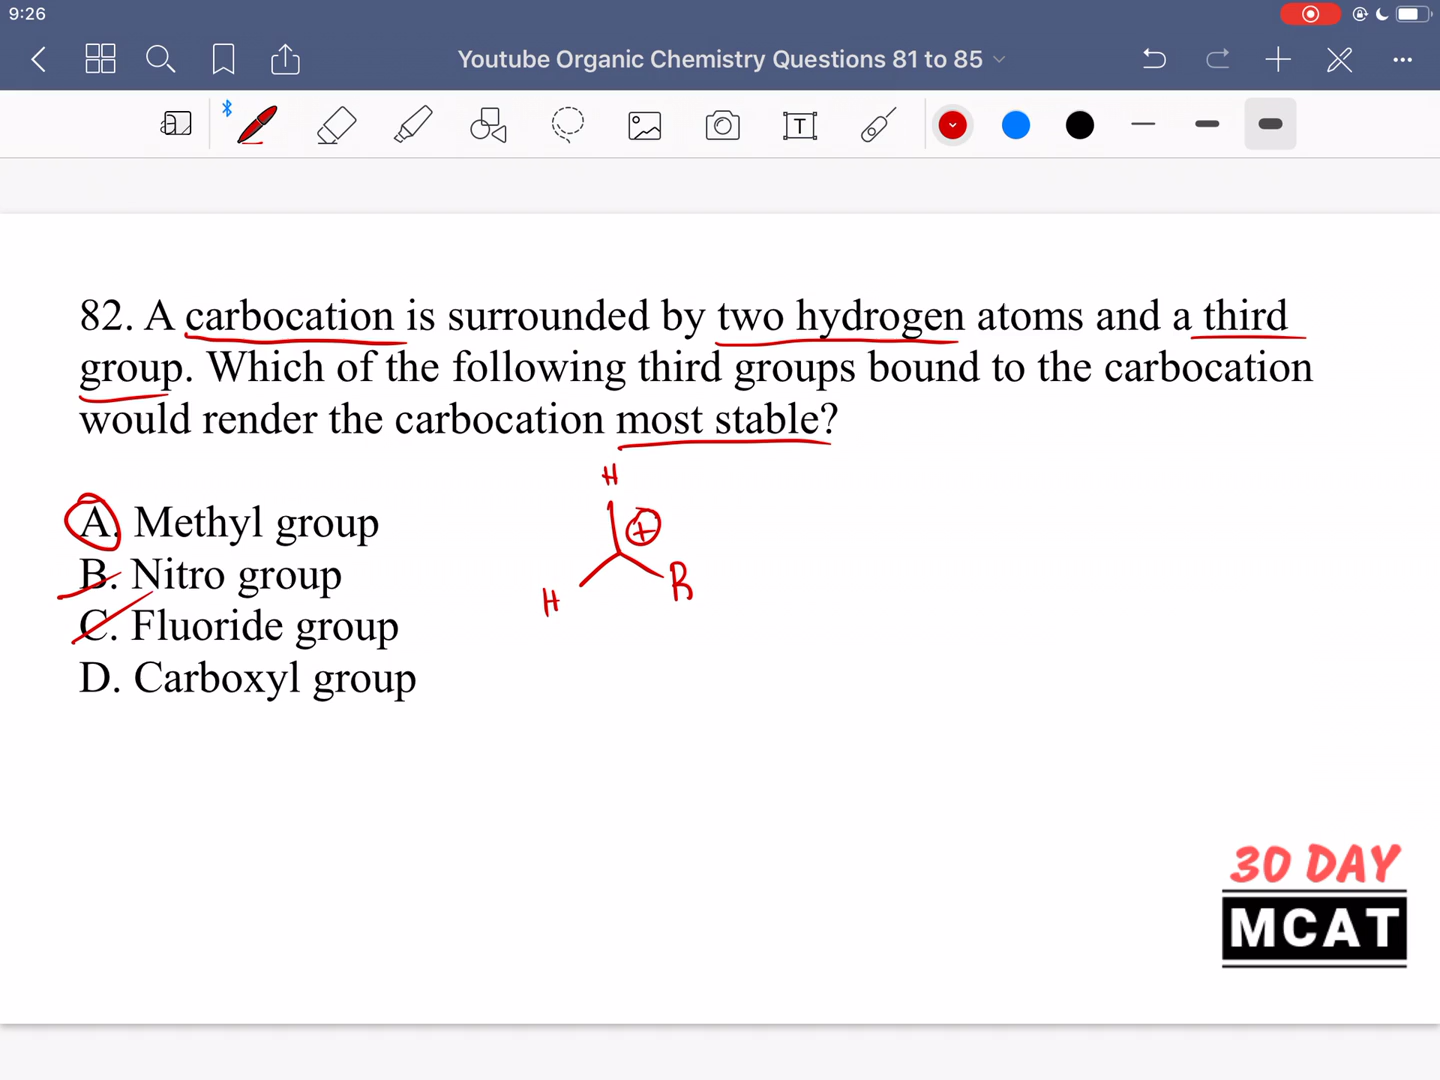 9:26
Youtube Organic Chemistry Questions 81 to 85
a
T
82. A carbocation is surrounded by two hydrogen atoms and a third
group. Which of the following third groups bound to the carbocation
would render the carbocation most stable?
H
A. Methyl group
+
B. Nitro group
R
H
C. Fluoride group
D. Carboxyl group
30 DAY
MCAT